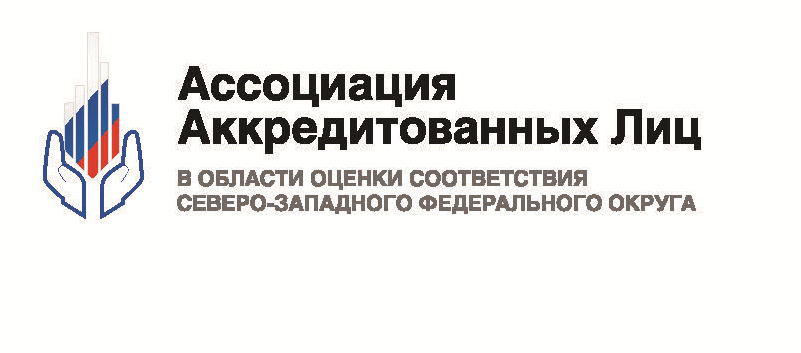 Ассоциация
Аккредитованных Лиц
В ОБЛАСТИ ОЦЕНКИ СООТВЕТСТВИЯ
СЕВЕРО-ЗАПАДНОГО ФЕДЕРАЛЬНОГО ОКРУГА